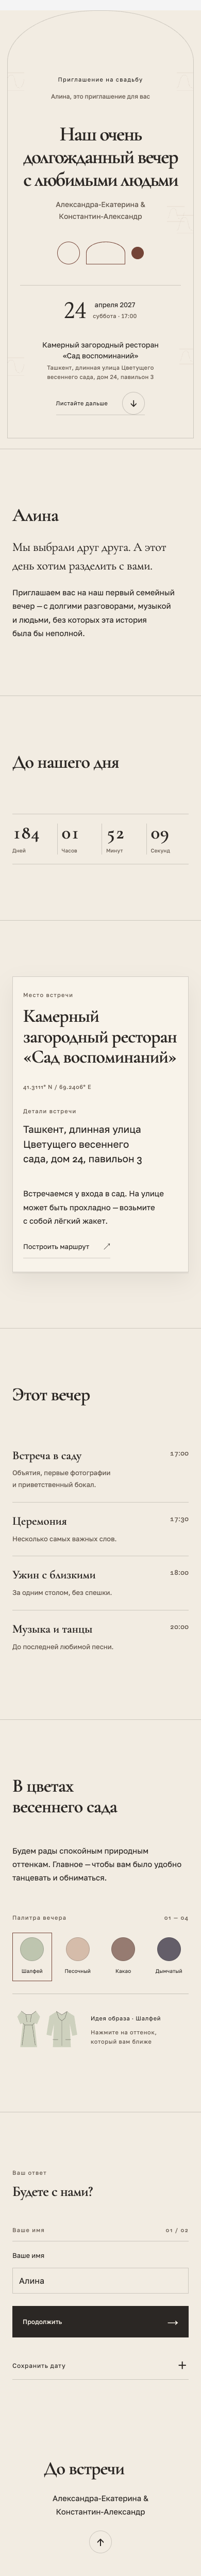 Приглашение на свадьбу
Алина, это приглашение для вас
Наш очень
долгожданный вечер
с любимыми людьми
Александра-Екатерина &
Константин-Александр
24
апреля 2027
суббота · 17:00
Камерный загородный ресторан
«Сад воспоминаний»
Ташкент, длинная улица Цветущего
весеннего сада, дом 24, павильон 3
Листайте дальше
Алина
Мы выбрали друг друга. А этот
день хотим разделить с вами.
Приглашаем вас на наш первый семейный
вечер — с долгими разговорами, музыкой
и людьми, без которых эта история
была бы неполной.
До нашего дня
184
01
52
09
Дней
Часов
Минут
Секунд
Место встречи
Камерный
загородный ресторан
«Сад воспоминаний»
41.3111° N / 69.2406° E
Детали встречи
Ташкент, длинная улица
Цветущего весеннего
сада, дом 24, павильон 3
Встречаемся у входа в сад. На улице
может быть прохладно — возьмите
с собой лёгкий жакет.
Построить маршрут ↗
Этот вечер
Встреча в саду 17:00
Объятия, первые фотографии
и приветственный бокал.
Церемония 17:30
Несколько самых важных слов.
Ужин с близкими 18:00
За одним столом, без спешки.
Музыка и танцы 20:00
До последней любимой песни.
В цветах
весеннего сада
Будем рады спокойным природным
оттенкам. Главное — чтобы вам было удобно
танцевать и обниматься.
Палитра вечера 01 — 04
Шалфей
Песочный
Какао
Дымчатый
Идея образа · Шалфей
Нажмите на оттенок,
который вам ближе
Ваш ответ
Будете с нами?
Ваше имя 01 / 02
Ваше имя
Алина
Продолжить →
Сохранить дату +
До встречи
Александра-Екатерина &
Константин-Александр